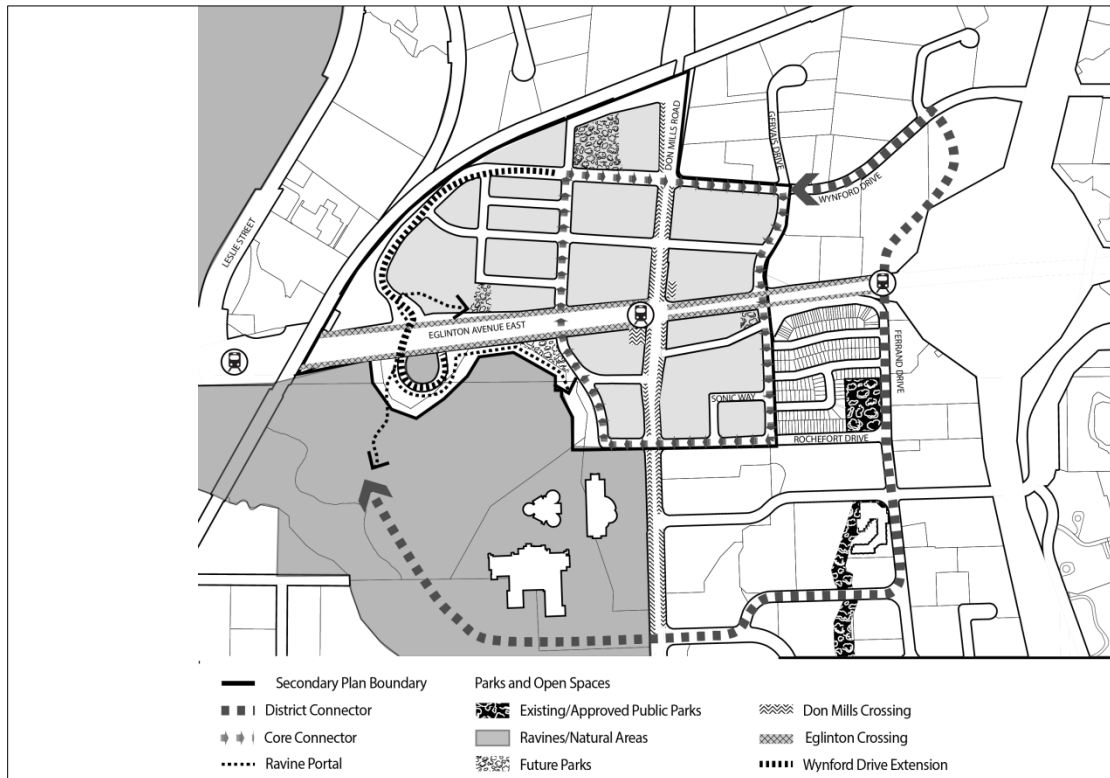 DON MILLS ROAD
GERVAIS DRIVE
WYNFORD DRIVE
LESLIE STREET
EGLINTON AVENUE EAST
FERRAND DRIVE
SONIC WAY
ROCHEFORT DRIVE
Secondary Plan Boundary
District Connector
Core Connector
Ravine Portal
Parks and Open Spaces
Existing/Approved Public Parks
Ravines/Natural Areas
Future Parks
Don Mills Crossing
Eglinton Crossing
Wynford Drive Extension